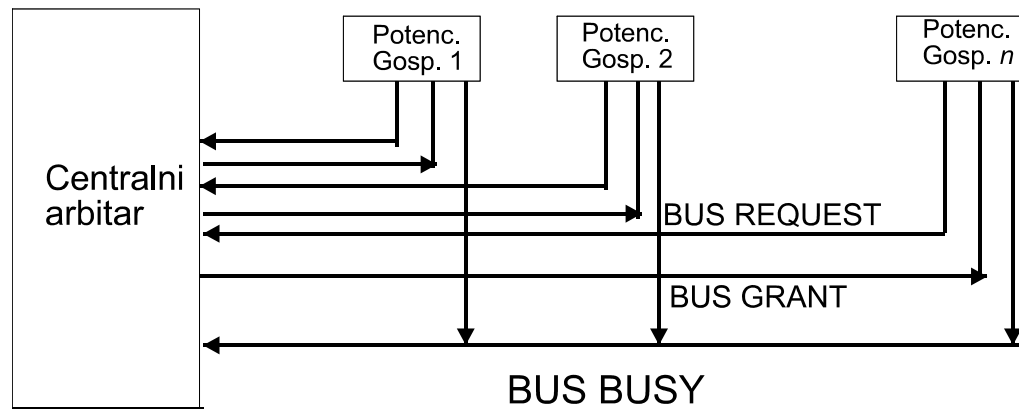 Potenc.
Gosp. 1
Potenc.
Gosp. 2
Potenc.
Gosp. n
Centralni
arbitar
BUS REQUEST
BUS GRANT
BUS BUSY